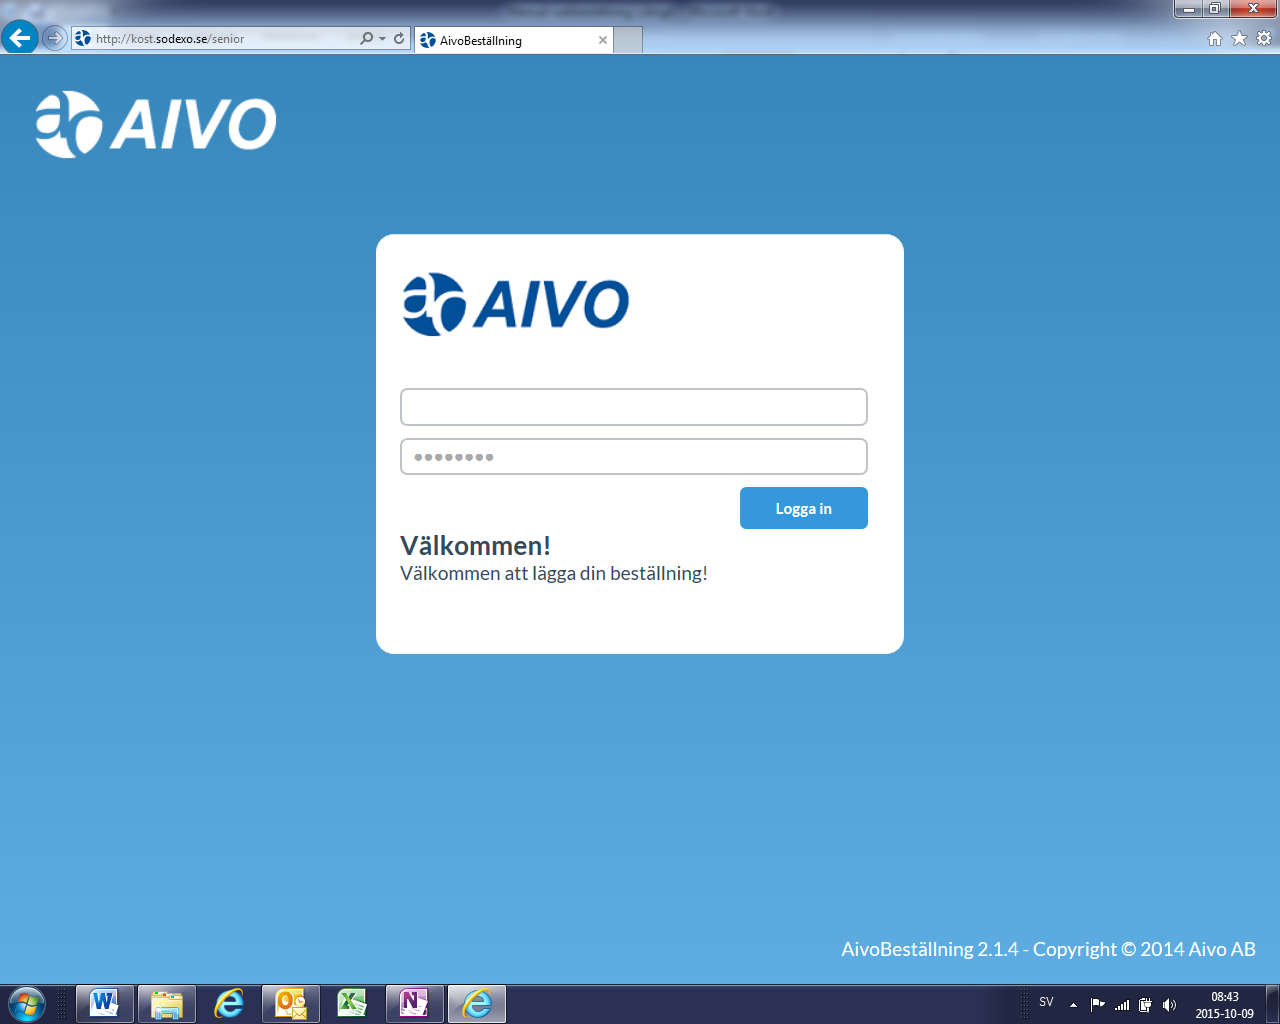 http://kost.sodexo.se/senior
AivoBeställning
AIVO
AIVO
••••••••
Logga in
Välkommen!
Välkommen att lägga din beställning!
AivoBeställning 2.1.4 - Copyright © 2014 Aivo AB
SV
08:43
2015-10-09